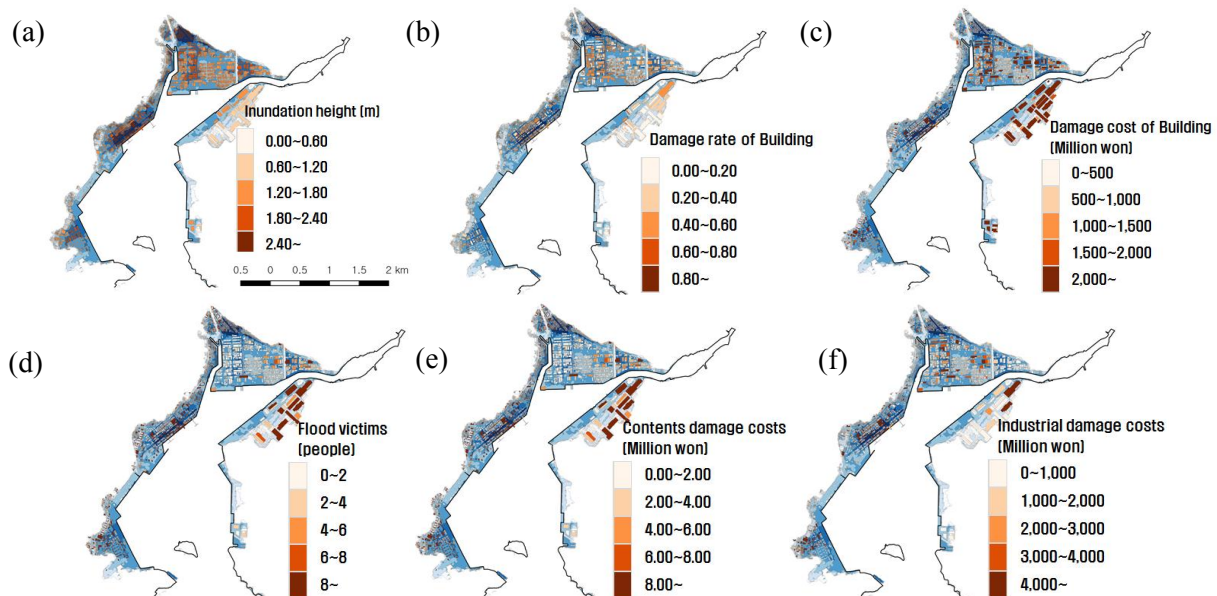 (a)
Inundation height (m)
0.00~0.60
0.60~1.20
1.20~1.80
1.80~2.40
2.40~
0.5 0 0.5 1 2 km
(b)
Damage rate of Building
0.00~0.20
0.20~0.40
0.40~0.60
0.60~0.80
0.80~
(c)
Damage cost of Building
(Million won)
0~500
500~1,000
1,000~1,500
1,500~2,000
2,000~
(d)
Flood victims
(people)
0~2
2~4
4~6
6~8
8~
(e)
Contents damage costs
(Million won)
0.00~2.00
2.00~4.00
4.00~6.00
6.00~8.00
8.00~
(f)
Industrial damage costs
(Million won)
0~1,000
1,000~2,000
2,000~3,000
3,000~4,000
4,000~